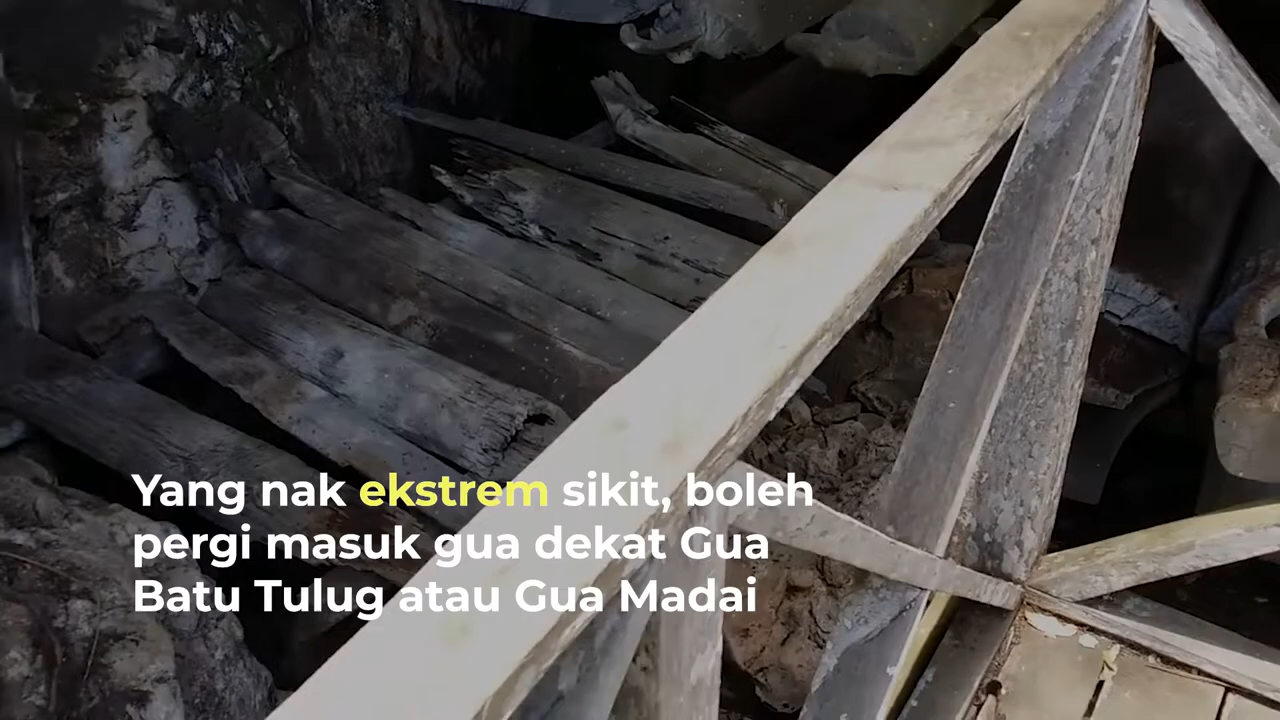 Yang nak ekstrem sikit, boleh
pergi masuk gua dekat Gua
Batu Tulug atau Gua Madai